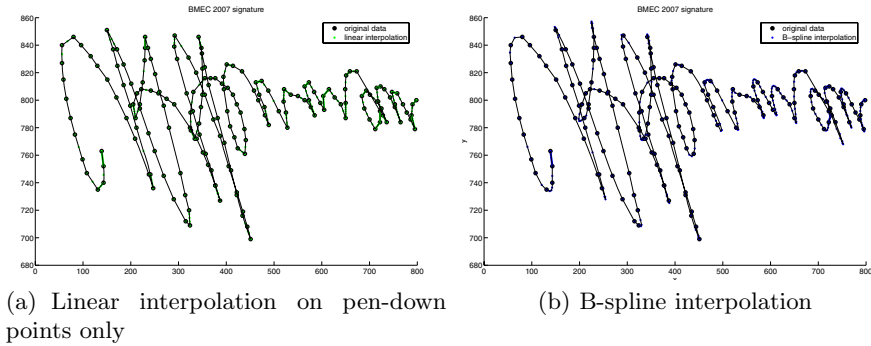 BMEC 2007 signature
860
840
820
800
780
760
740
720
700
680
0 100 200 300 400 500 600 700 800
original data
linear interpolation
(a) Linear interpolation on pen-down
points only
BMEC 2007 signature
860
840
820
800
780
760
740
720
700
680
y
0 100 200 300 400 500 600 700 800
original data
B-spline interpolation
(b) B-spline interpolation